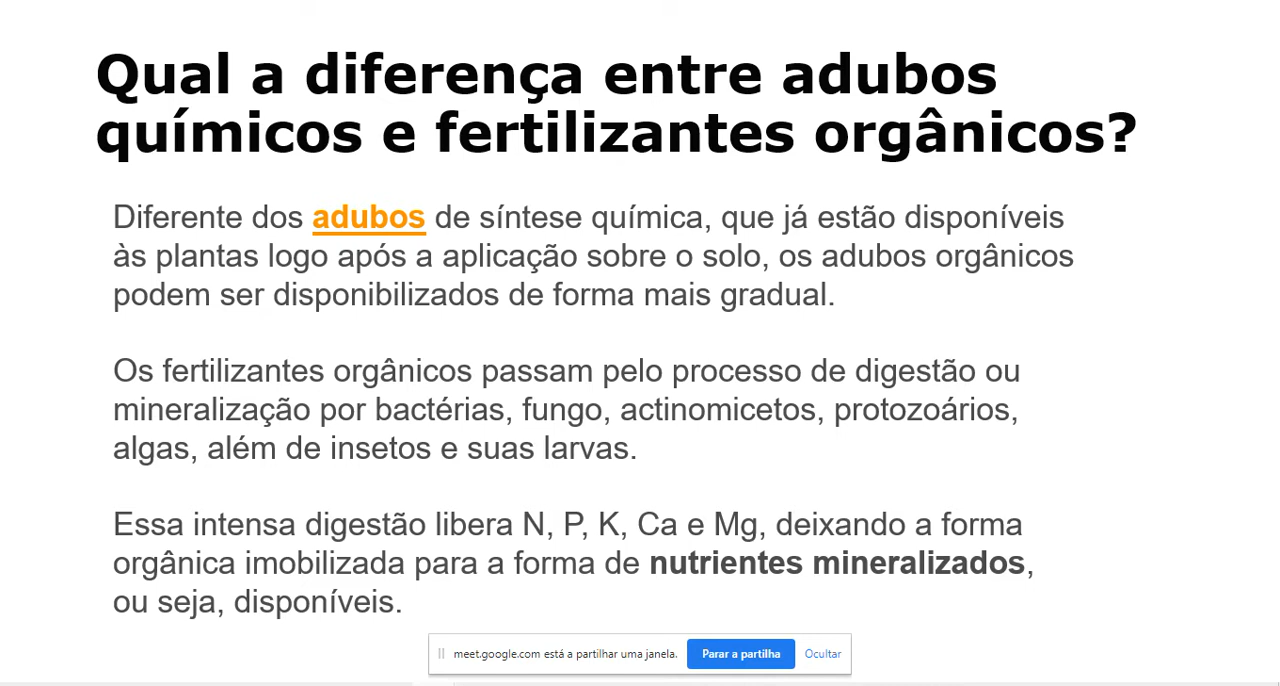 Qual a diferença entre adubos
químicos e fertilizantes orgânicos?
Diferente dos adubos de síntese química, que já estão disponíveis
às plantas logo após a aplicação sobre o solo, os adubos orgânicos
podem ser disponibilizados de forma mais gradual.
Os fertilizantes orgânicos passam pelo processo de digestão ou
mineralização por bactérias, fungo, actinomicetos, protozoários,
algas, além de insetos e suas larvas.
Essa intensa digestão libera N, P, K, Ca e Mg, deixando a forma
orgânica imobilizada para a forma de nutrientes mineralizados,
ou seja, disponíveis.
meet.google.com está a partilhar uma janela. Parar a partilha Ocultar